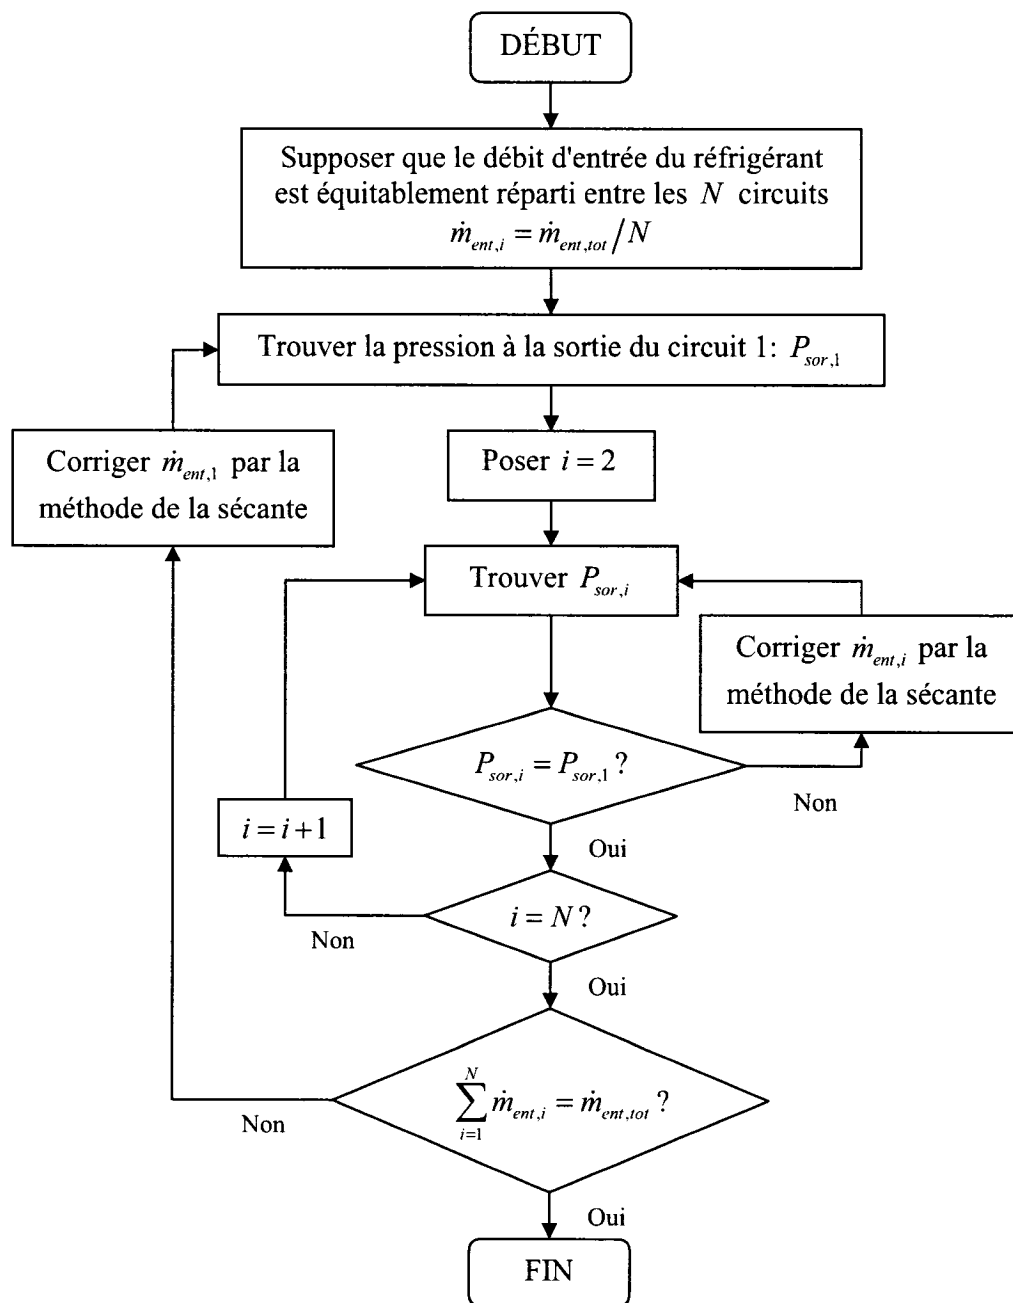 DÉBUT
Supposer que le débit d'entrée du réfrigérant
est équitablement réparti entre les N circuits
ṁ_ent,i = ṁ_ent,tot / N
Trouver la pression à la sortie du circuit 1: P_sor,1
Corriger ṁ_ent,1 par la
méthode de la sécante
Poser i = 2
Trouver P_sor,i
Corriger ṁ_ent,i par la
méthode de la sécante
P_sor,i = P_sor,1 ?
Non
i = i+1
Oui
i = N ?
Non
Oui
∑_{i=1}^{N} ṁ_ent,i = ṁ_ent,tot ?
Non
Oui
FIN